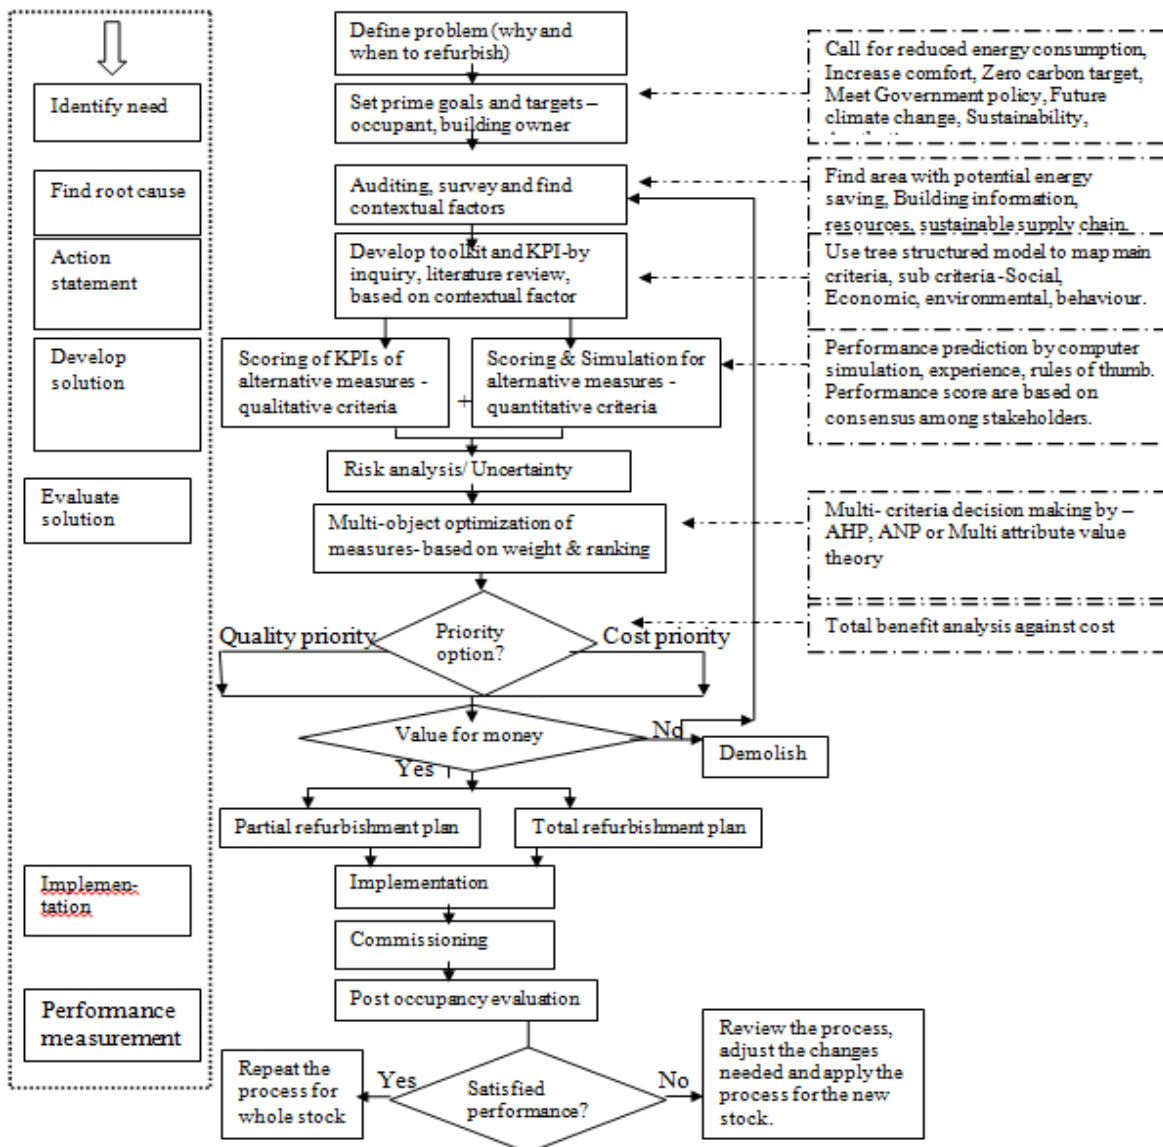 Define problem (why and
when to refurbish)
Identify need
Set prime goals and targets –
occupant, building owner
Call for reduced energy consumption,
Increase comfort, Zero carbon target,
Meet Government policy, Future
climate change, Sustainability,
Find root cause
Auditing, survey and find
contextual factors
Find area with potential energy
saving, Building information,
resources, sustainable supply chain.
Action
statement
Develop toolkit and KPI-by
inquiry, literature review,
based on contextual factor
Use tree structured model to map main
criteria, sub criteria -Social,
Economic, environmental, behaviour.
Develop
solution
Scoring of KPIs of
alternative measures -
qualitative criteria
+
Scoring & Simulation for
alternative measures -
quantitative criteria
Performance prediction by computer
simulation, experience, rules of thumb.
Performance score are based on
consensus among stakeholders.
Risk analysis/ Uncertainty
Evaluate
solution
Multi-object optimization of
measures- based on weight & ranking
Multi- criteria decision making by –
AHP, ANP or Multi attribute value
theory
Quality priority
Priority
option?
Cost priority
Total benefit analysis against cost
Value for money
No
Demolish
Yes
Partial refurbishment plan
Total refurbishment plan
Implemen-
tation
Implementation
Commissioning
Performance
measurement
Post occupancy evaluation
Repeat the
process for
whole stock
Yes
Satisfied
performance?
No
Review the process,
adjust the changes
needed and apply the
process for the new
stock.